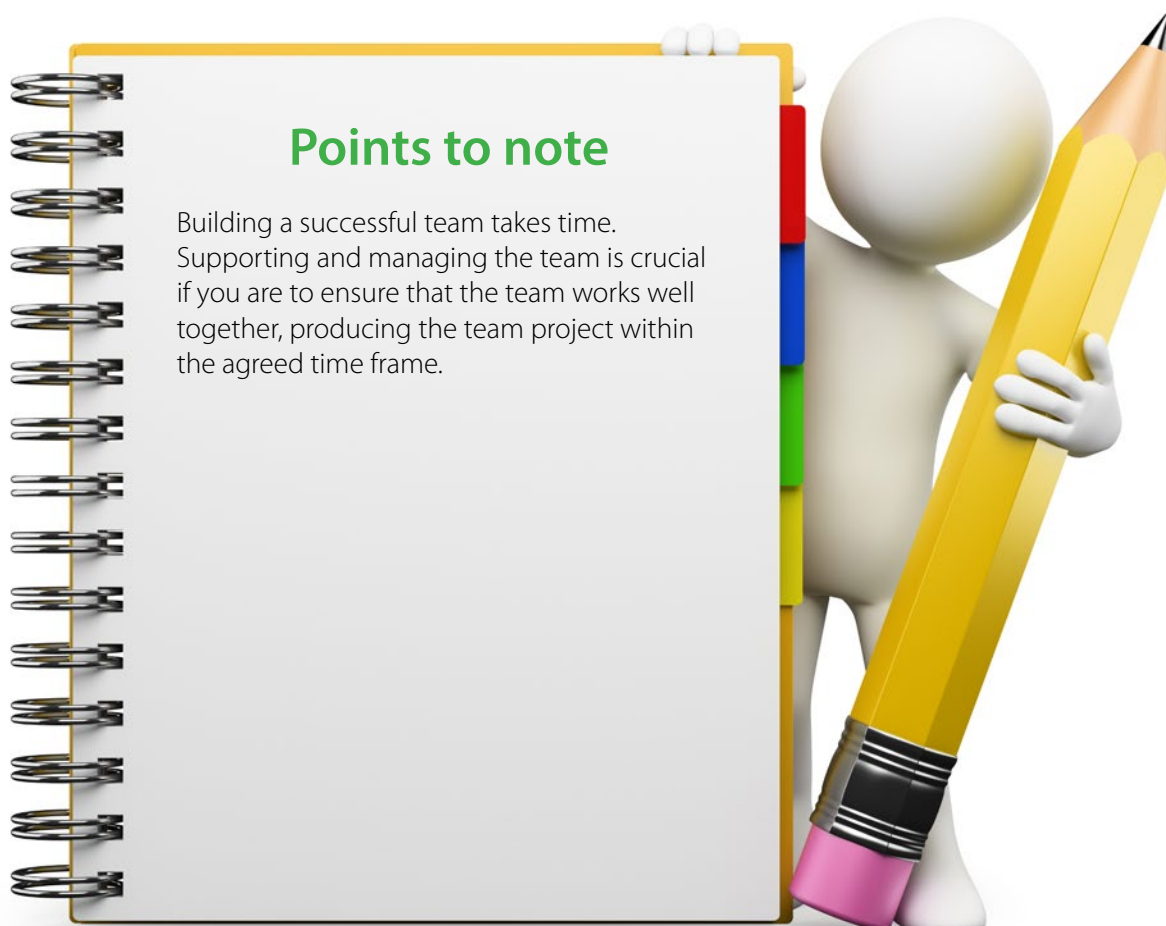 Points to note
Building a successful team takes time.
Supporting and managing the team is crucial
if you are to ensure that the team works well
together, producing the team project within
the agreed time frame.